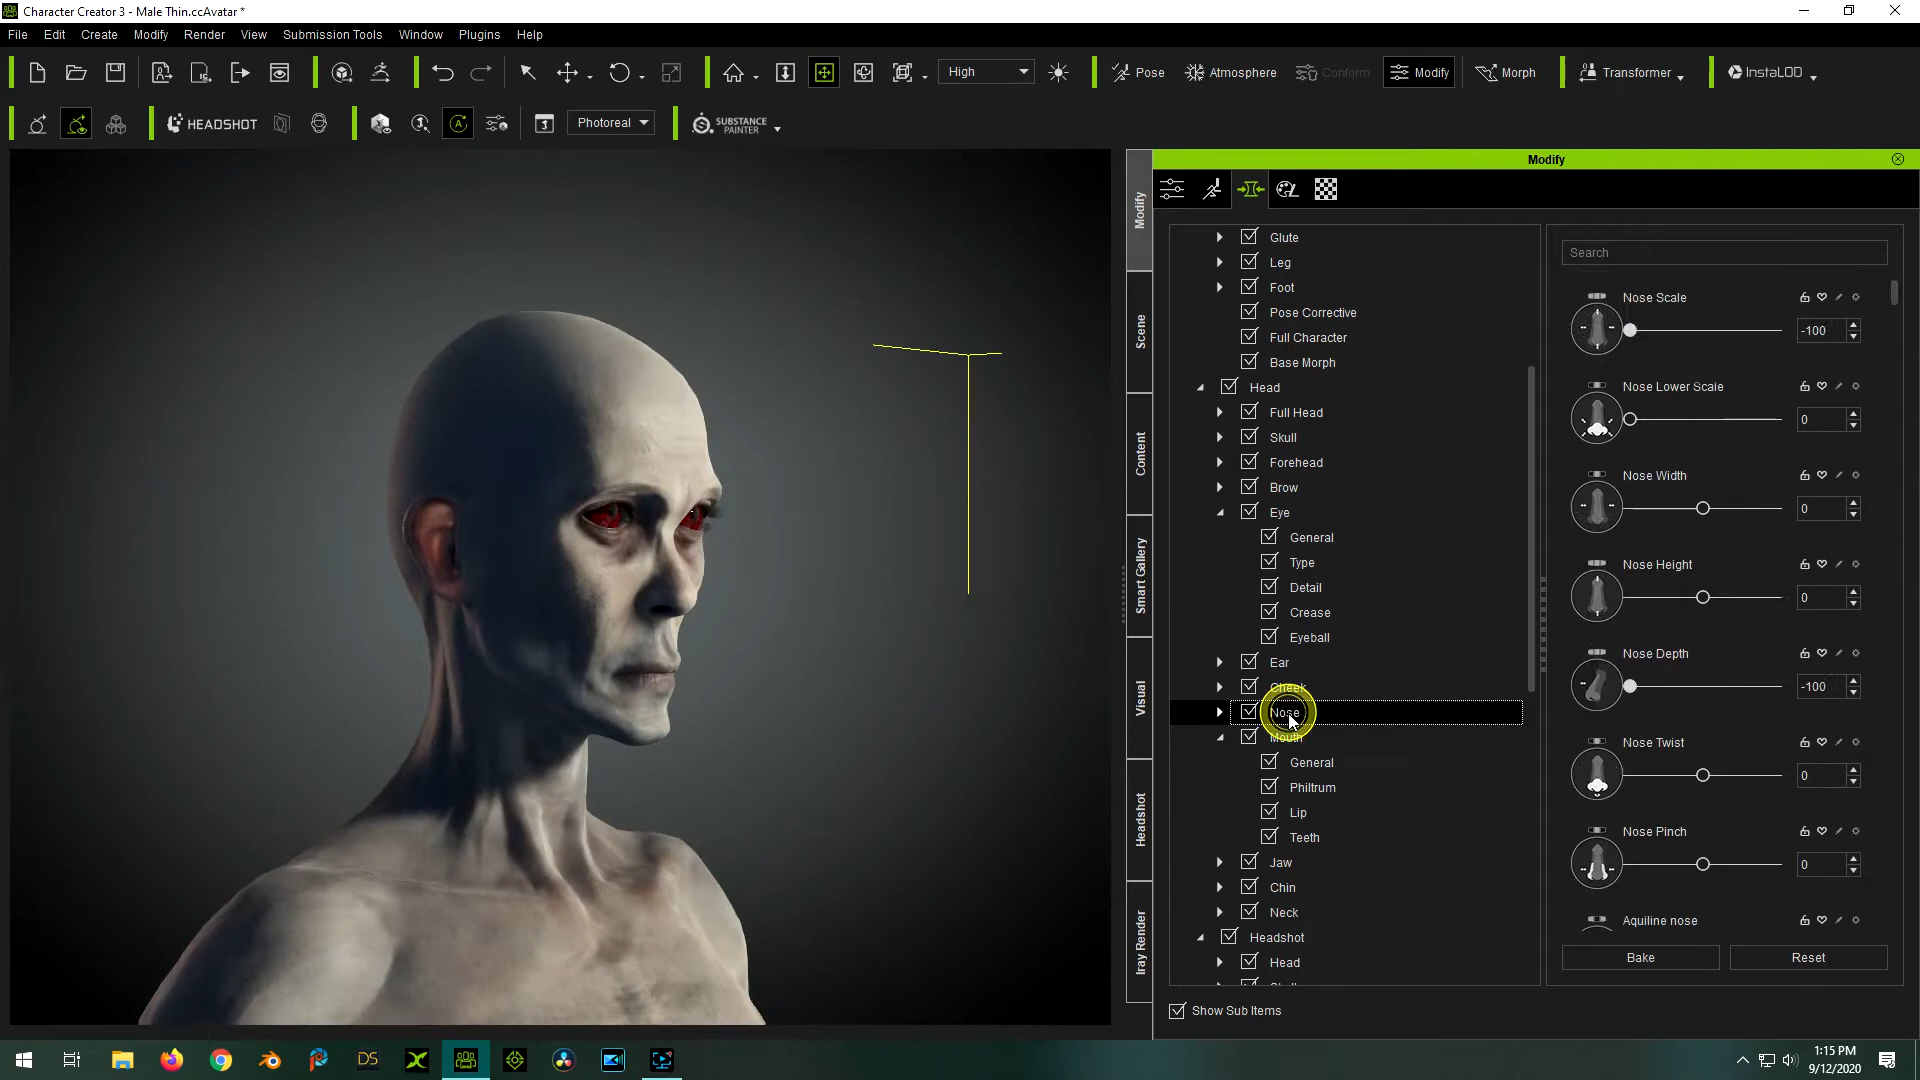 Character Creator 3 - Male Thin.ccAvatar *
File Edit Create Modify Render View Submission Tools Window Plugins Help
High Pose Atmosphere Conform Modify Morph Transformer InstaLOD
HEADSHOT Photoreal SUBSTANCE PAINTER
Modify
Modify
Scene
Content
Smart Gallery
Visual
Headshot
Iray Render
Glute
Leg
Foot
Pose Corrective
Full Character
Base Morph
Head
Full Head
Skull
Forehead
Brow
Eye
General
Type
Detail
Crease
Eyeball
Ear
Cheek
Nose
Mouth
General
Philtrum
Lip
Teeth
Jaw
Chin
Neck
Headshot
Head
Show Sub Items
Search
Nose Scale
-100
Nose Lower Scale
0
Nose Width
0
Nose Height
0
Nose Depth
-100
Nose Twist
0
Nose Pinch
0
Aquiline nose
Bake Reset
DS
1:15 PM
9/12/2020